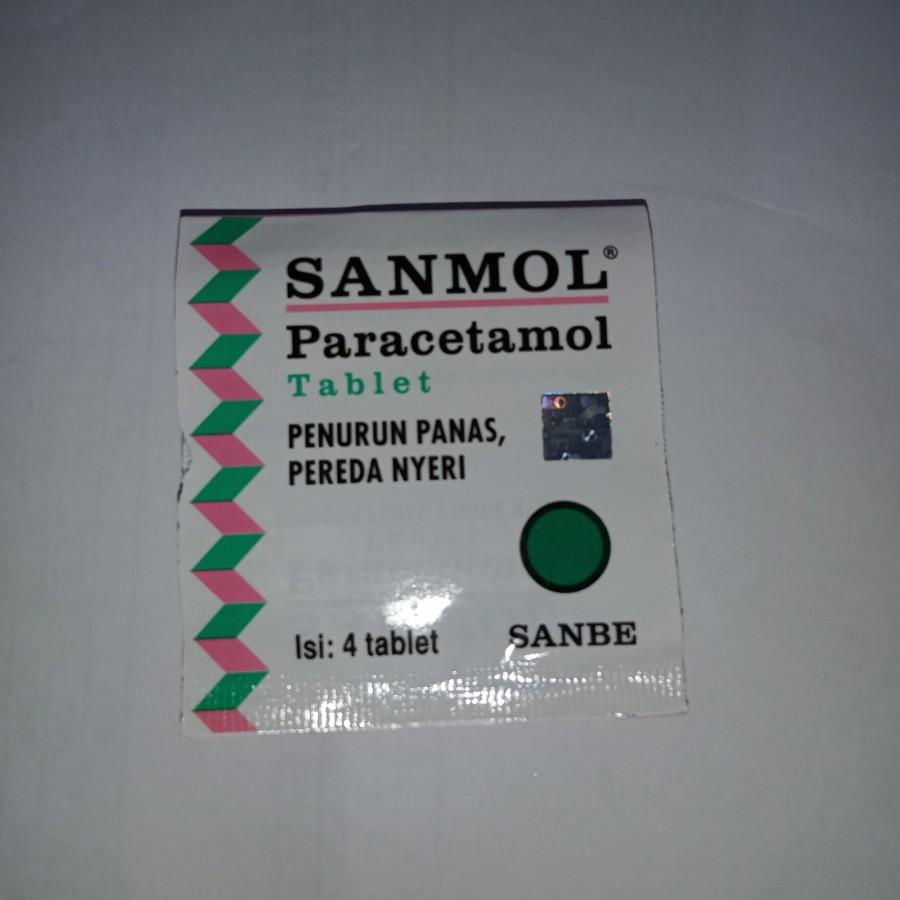 SANMOL®
Paracetamol
Tablet
PENURUN PANAS,
PEREDA NYERI
Isi: 4 tablet
SANBE